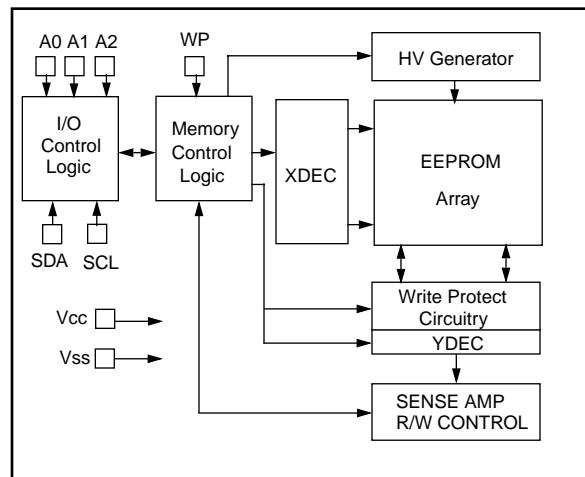 A0 A1 A2
WP
HV Generator
I/O
Control
Logic
Memory
Control
Logic
XDEC
EEPROM
Array
SDA
SCL
Write Protect
Circuitry
YDEC
Vcc
Vss
SENSE AMP
R/W CONTROL